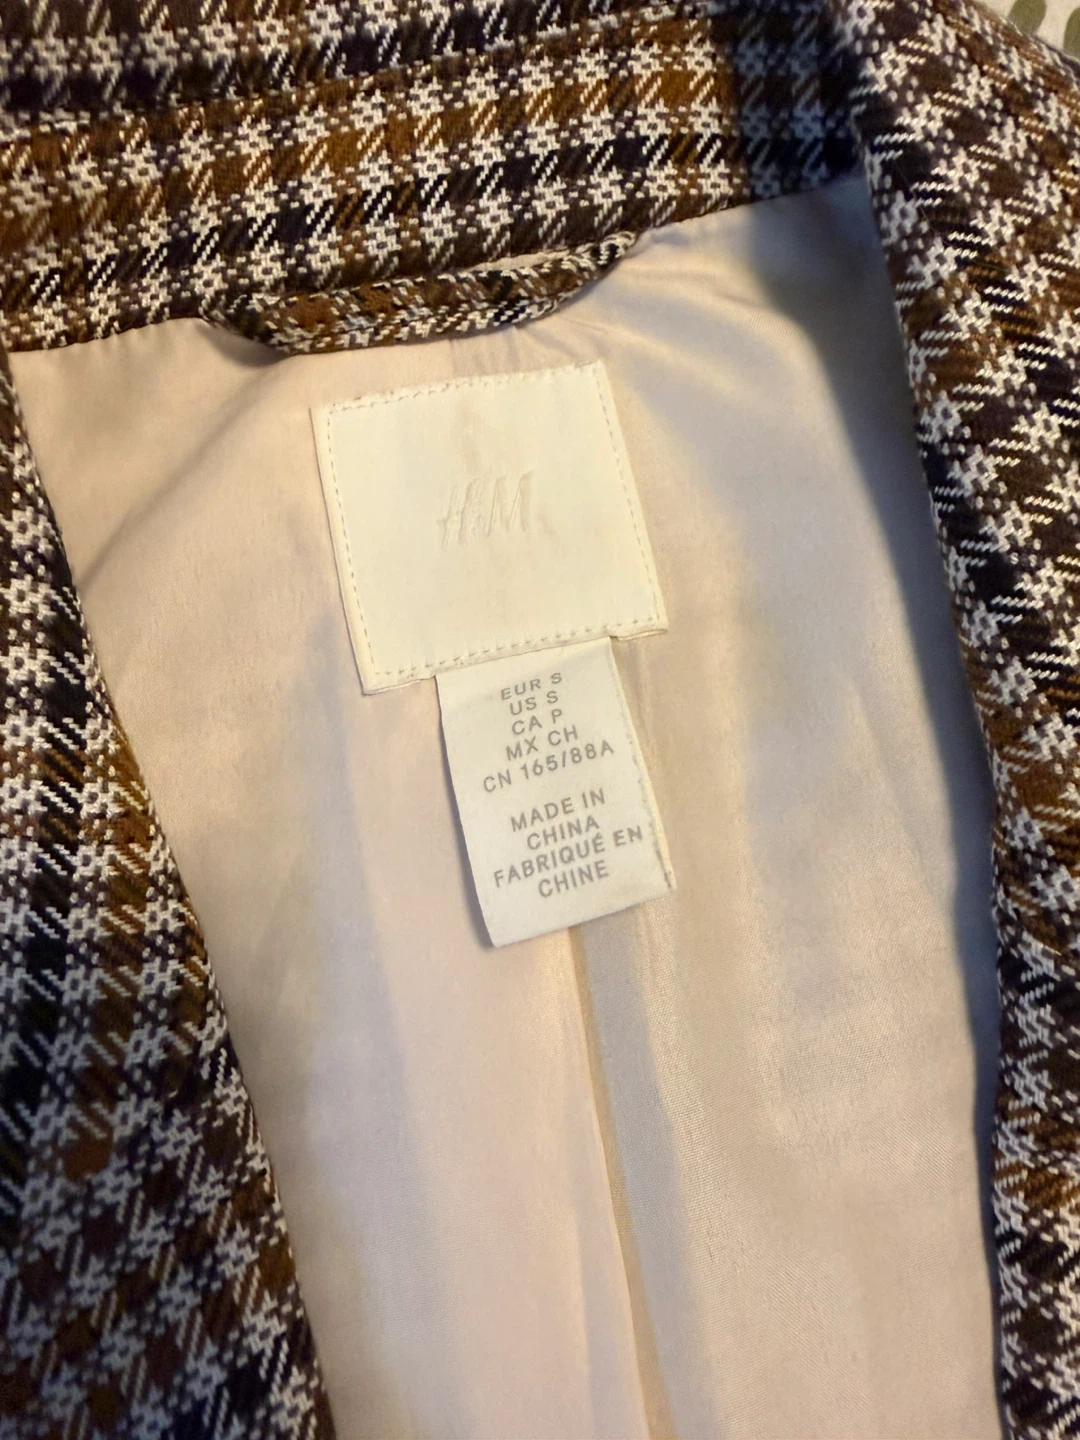 H&M
EUR S
US S
CA P
MX CH
CN 165/88A
MADE IN
CHINA
FABRIQUÉ EN
CHINE